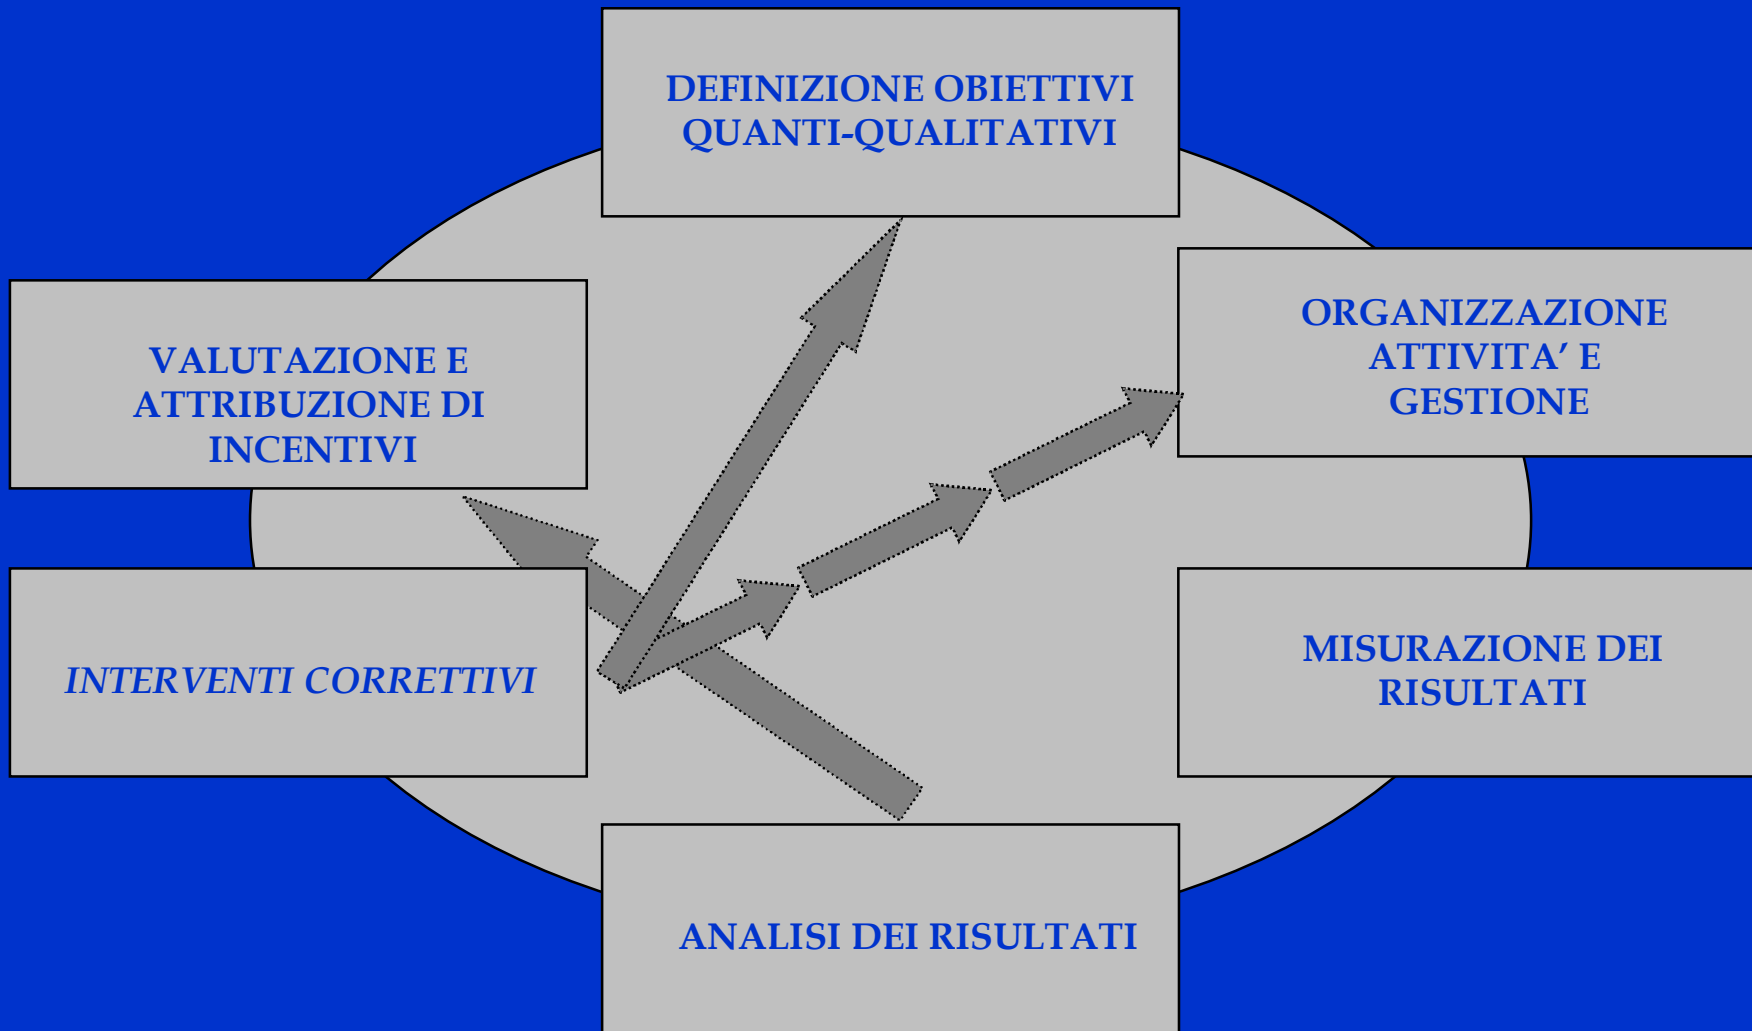 DEFINIZIONE OBIETTIVI
QUANTI-QUALITATIVI
ORGANIZZAZIONE
ATTIVITA’ E
GESTIONE
VALUTAZIONE E
ATTRIBUZIONE DI
INCENTIVI
MISURAZIONE DEI
RISULTATI
INTERVENTI CORRETTIVI
ANALISI DEI RISULTATI